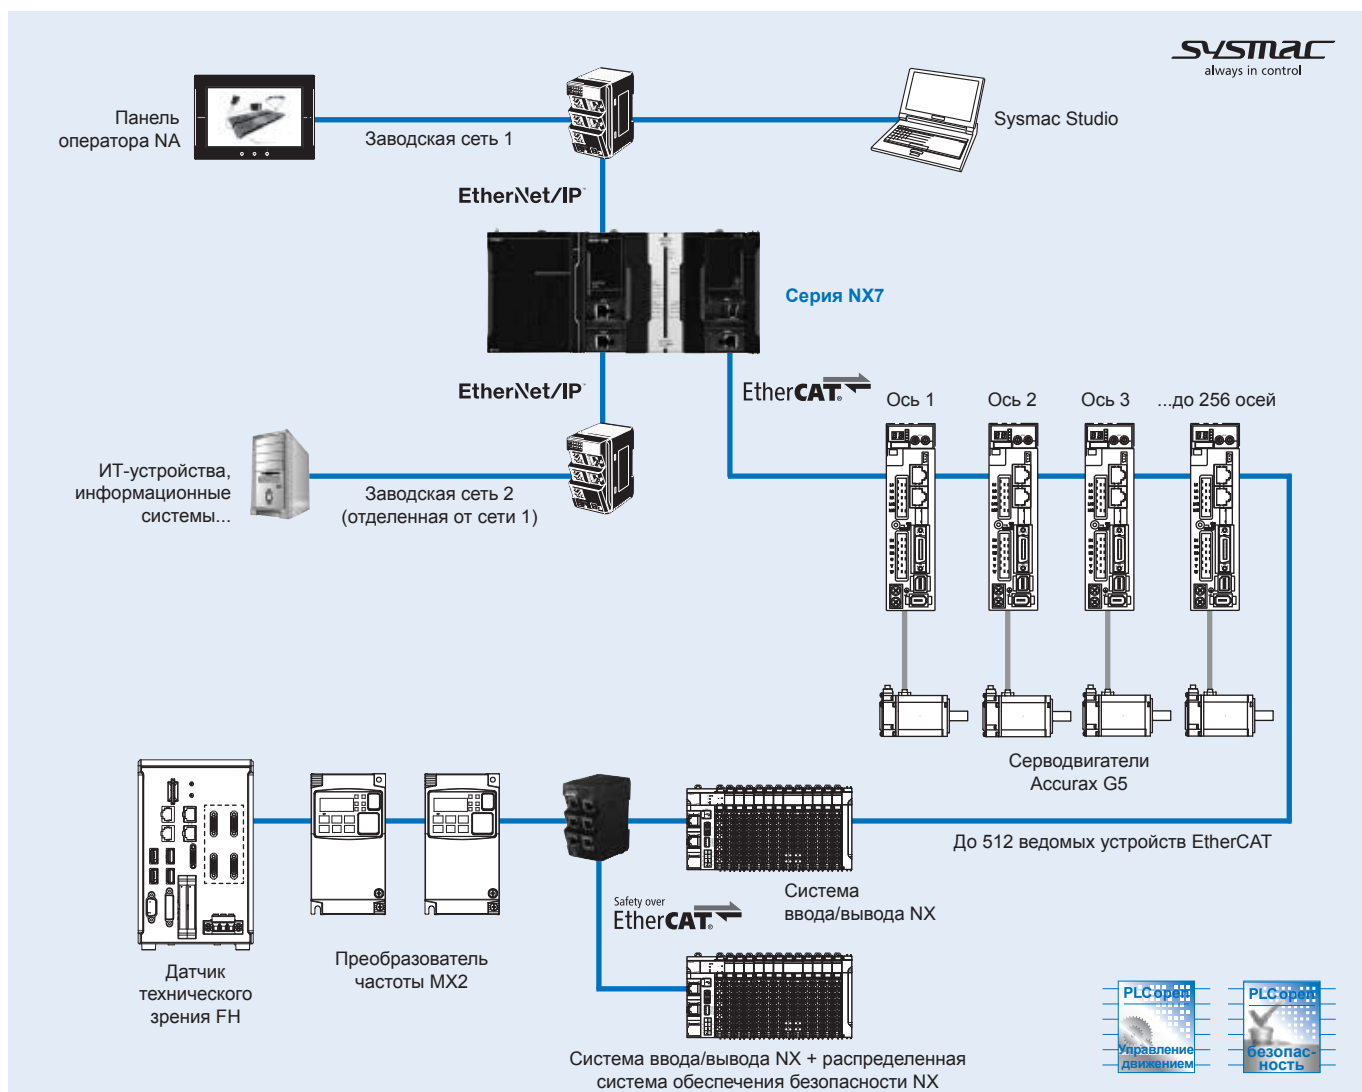 sysmac
always in control
Панель
оператора NA
Заводская сеть 1
Sysmac Studio
EtherNet/IP
Серия NX7
EtherNet/IP
EtherCAT®
Ось 1
Ось 2
Ось 3
...до 256 осей
ИТ-устройства,
информационные
системы...
Заводская сеть 2
(отделенная от сети 1)
Серводвигатели
Accurax G5
До 512 ведомых устройств EtherCAT
Система
ввода/вывода NX
Safety over
EtherCAT®
Преобразователь
частоты MX2
Датчик
технического
зрения FH
Система ввода/вывода NX + распределенная
система обеспечения безопасности NX
PLCopen
Управление
движением
PLCopen
безопас-
ность